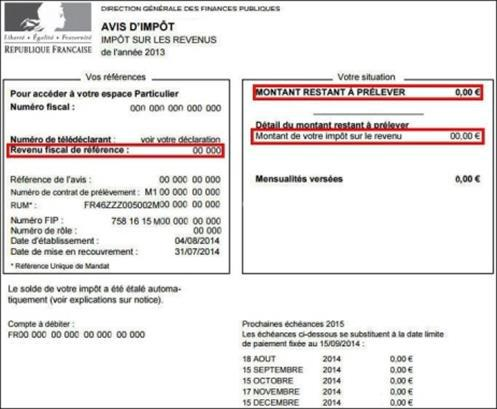 DIRECTION GÉNÉRALE DES FINANCES PUBLIQUES
Liberté • Égalité • Fraternité
RÉPUBLIQUE FRANÇAISE
AVIS D'IMPÔT
IMPÔT SUR LES REVENUS
de l'année 2013
Vos références
Pour accéder à votre espace Particulier
Numéro fiscal : 000 000 000 000
Numéro de télédéclarant : voir votre déclaration
Revenu fiscal de référence : 00 000
Référence de l'avis : 00 000 000 000
Numéro de contrat de prélèvement : M1 00 000 000
RUM* : FR46ZZZ005002M00 000 000 000
Numéro FIP : 758 16 15 M00 000 000 000
Numéro de rôle : 00 000
Date d'établissement : 04/08/2014
Date de mise en recouvrement : 31/07/2014
* Référence Unique de Mandat
Votre situation
MONTANT RESTANT À PRÉLEVER 0,00 €
Détail du montant restant à prélever
Montant de votre impôt sur le revenu 00,00 €
Mensualités versées 0,00 €
Le solde de votre impôt a été étalé automa-
tiquement (voir explications sur notice).
Compte à débiter :
FR00 000 000 00 000 000 000 000
Prochaines échéances 2015
Les échéances ci-dessous se substituent à la date limite
de paiement fixée au 15/09/2014 :
18 AOUT 2014 0,00 €
15 SEPTEMBRE 2014 0,00 €
15 OCTOBRE 2014 0,00 €
17 NOVEMBRE 2014 0,00 €
15 DECEMBRE 2014 0,00 €